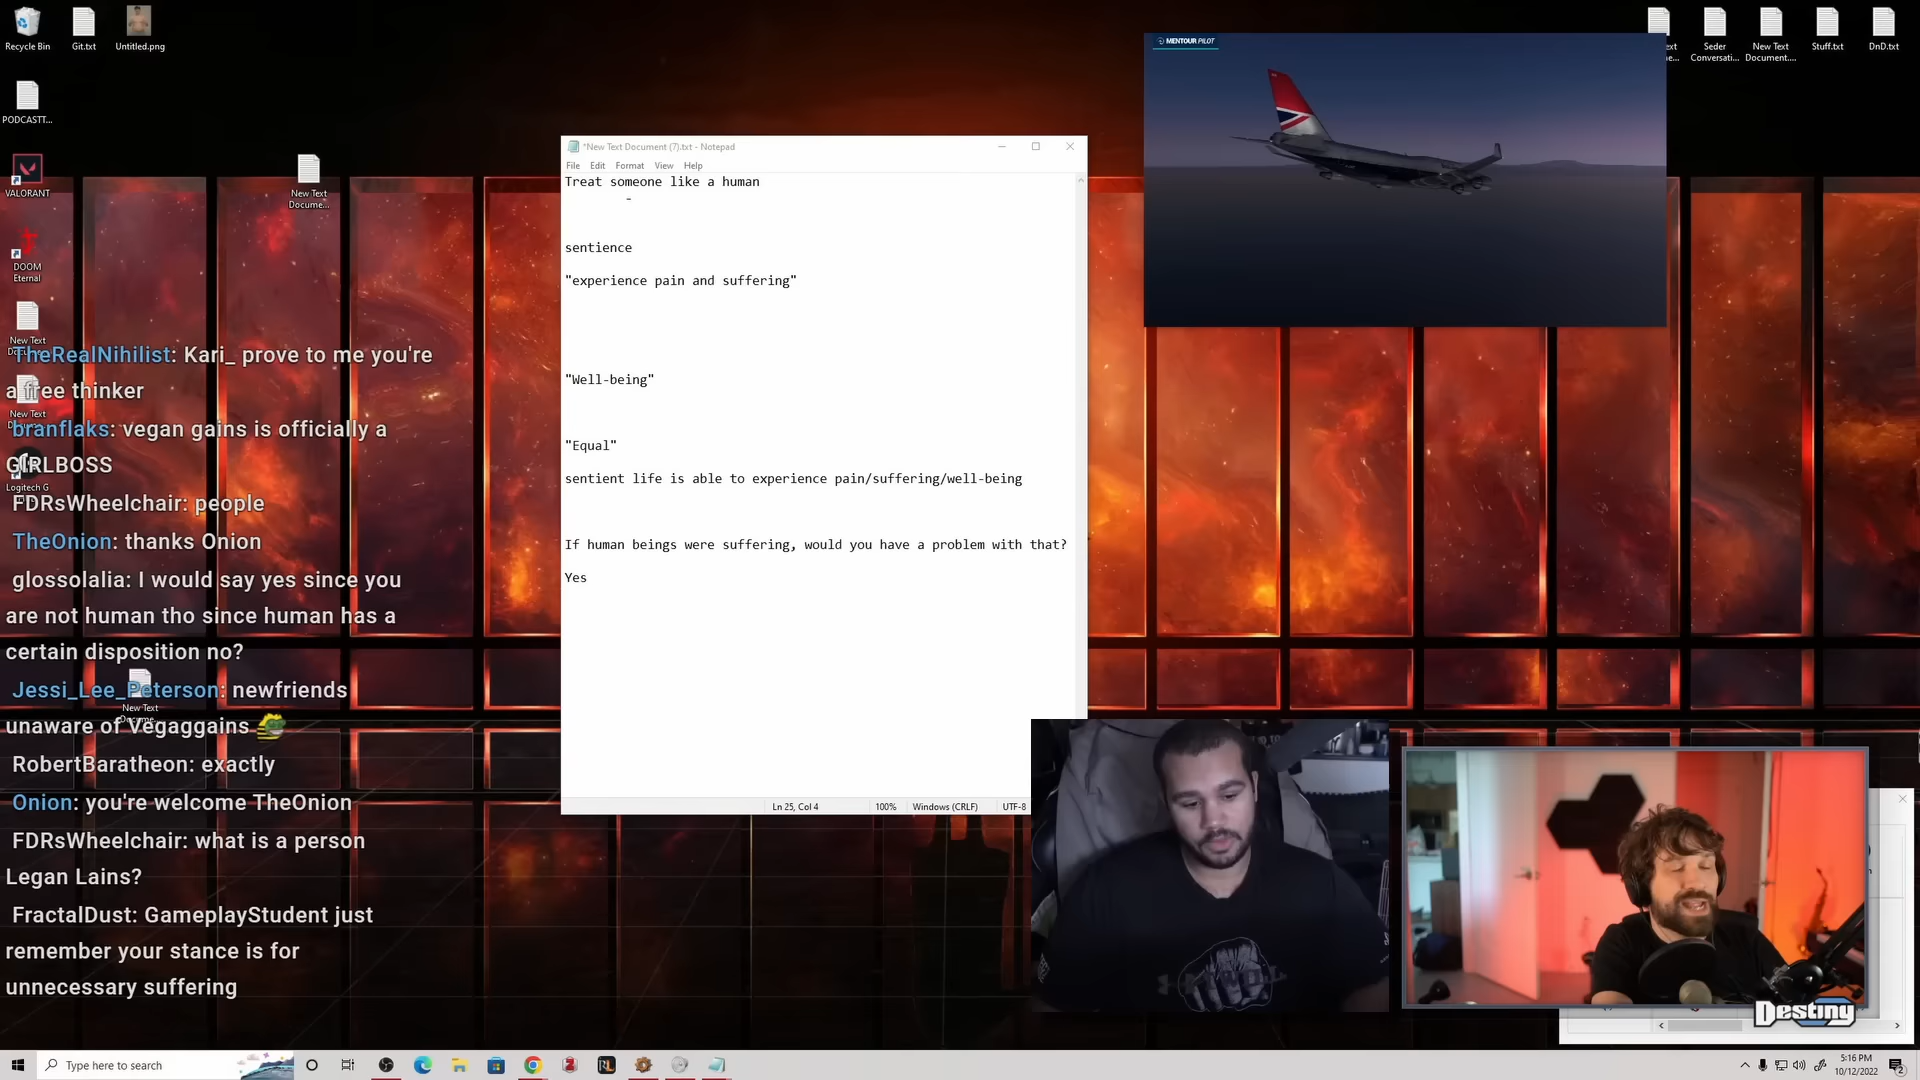 Recycle Bin
Git.txt
Untitled.png
PODCASTT...
VALORANT
New Text
Docume...
DOOM
Eternal
New Text
New Text
Logitech G
New Text
Docume...
TheRealNihilist: Kari_ prove to me you're
a free thinker
branflaks: vegan gains is officially a
GIRLBOSS
FDRsWheelchair: people
TheOnion: thanks Onion
glossolalia: I would say yes since you
are not human tho since human has a
certain disposition no?
Jessi_Lee_Peterson: newfriends
unaware of Vegaggains
RobertBaratheon: exactly
Onion: you're welcome TheOnion
FDRsWheelchair: what is a person
Legan Lains?
FractalDust: GameplayStudent just
remember your stance is for
unnecessary suffering
*New Text Document (7).txt - Notepad
File Edit Format View Help
Treat someone like a human
-
sentience
"experience pain and suffering"
"Well-being"
"Equal"
sentient life is able to experience pain/suffering/well-being
If human beings were suffering, would you have a problem with that?
Yes
Ln 25, Col 4 100% Windows (CRLF) UTF-8
MENTOUR PILOT
Seder
Conversati...
New Text
Document....
Stuff.txt
DnD.txt
Destiny
Type here to search
5:16 PM
10/12/2022